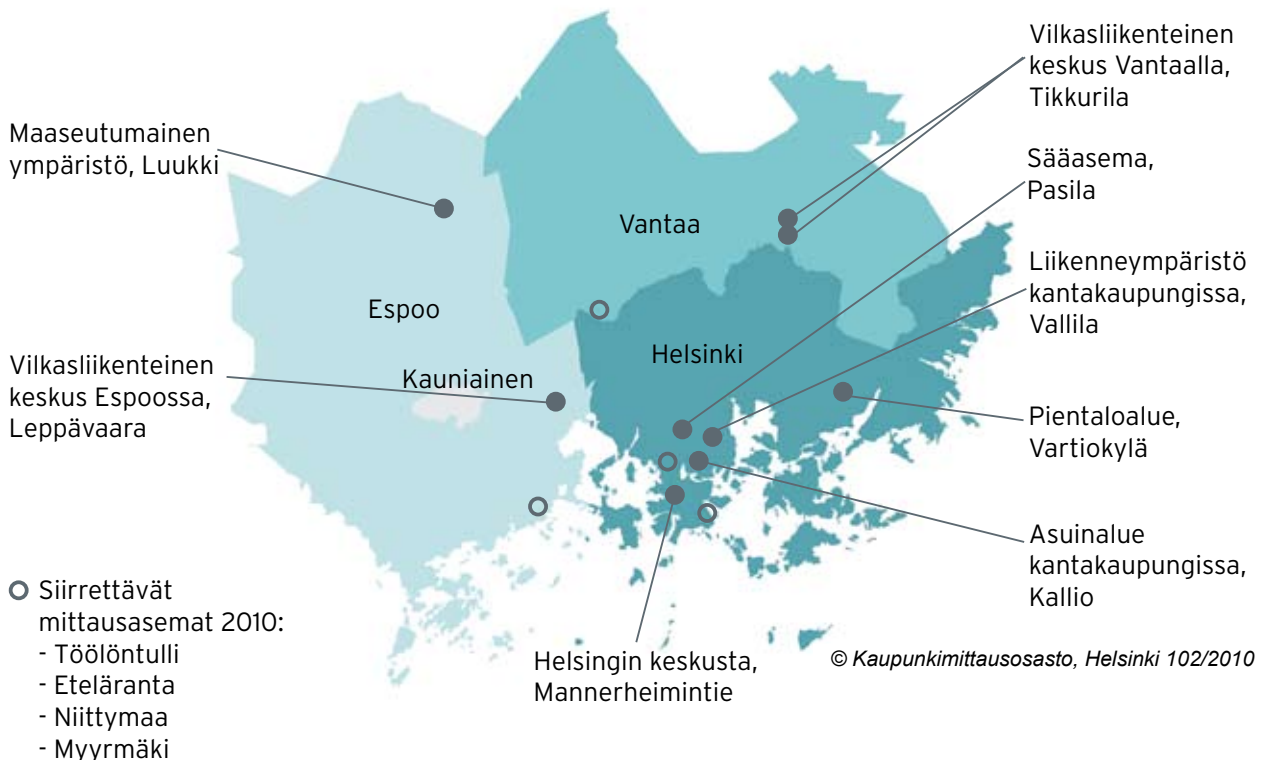 Vilkasliikenteinen
keskus Vantaalla,
Tikkurila
Maaseutumainen
ympäristö, Luukki
Sääasema,
Pasila
Vantaa
Liikenneympäristö
kantakaupungissa,
Vallila
Espoo
Helsinki
Vilkasliikenteinen
keskus Espoossa,
Leppävaara
Kauniainen
Pientaloalue,
Vartiokylä
Asuinalue
kantakaupungissa,
Kallio
Siirrettävät
mittausasemat 2010:
- Töölöntulli
- Eteläranta
- Niittymaa
- Myyrmäki
Helsingin keskusta,
Mannerheimintie
© Kaupunkimittausosasto, Helsinki 102/2010